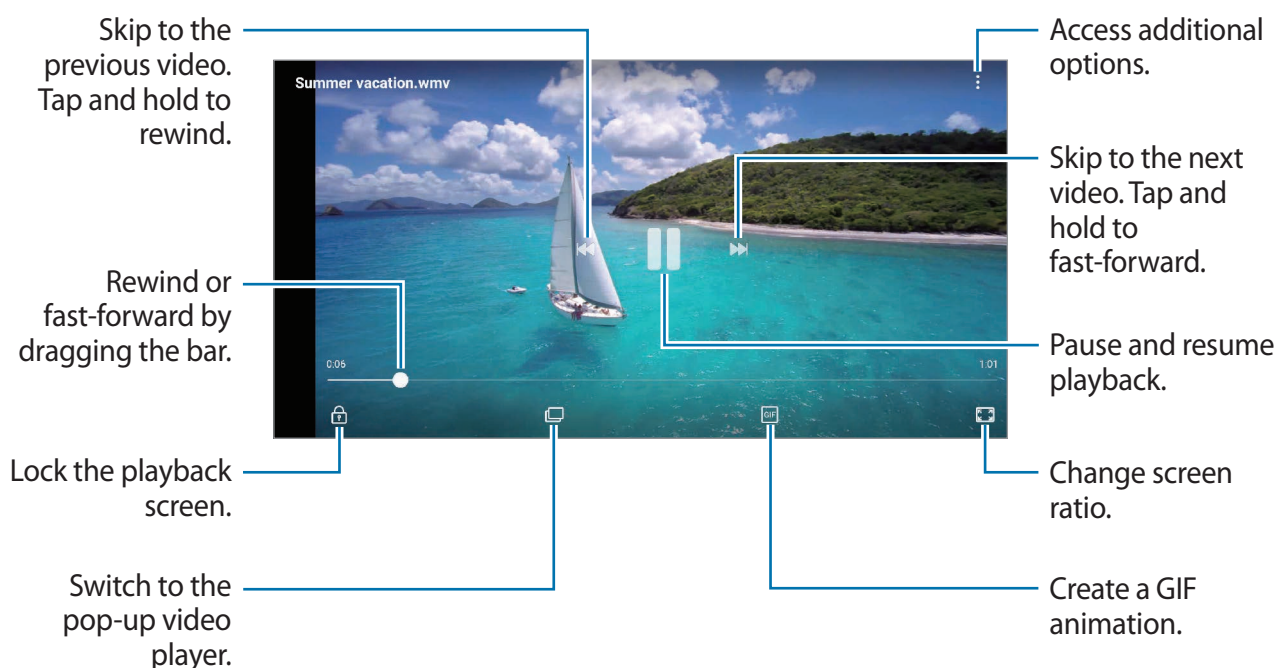 Skip to the
previous video.
Tap and hold to
rewind.
Rewind or
fast-forward by
dragging the bar.
Lock the playback
screen.
Switch to the
pop-up video
player.
Summer vacation.wmv
0:06
1:01
GIF
Access additional
options.
Skip to the next
video. Tap and
hold to
fast-forward.
Pause and resume
playback.
Change screen
ratio.
Create a GIF
animation.